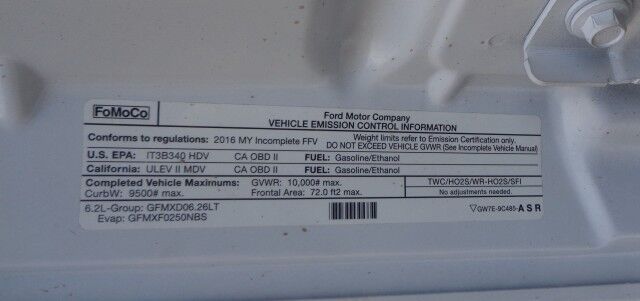 FoMoCo
Ford Motor Company
VEHICLE EMISSION CONTROL INFORMATION
Conforms to regulations: 2016 MY Incomplete FFV
Weight limits refer to Emission Certification only.
DO NOT EXCEED VEHICLE GVWR (See Incomplete Vehicle Manual)
U.S. EPA: IT3B340 HDV CA OBD II FUEL: Gasoline/Ethanol
California: ULEV II MDV CA OBD II FUEL: Gasoline/Ethanol
Completed Vehicle Maximums: GVWR: 10,000# max. TWC/HO2S/WR-HO2S/SFI
CurbW: 9500# max. Frontal Area: 72.0 ft2 max. No adjustments needed.
6.2L-Group: GFMXD06.26LT
Evap: GFMXF0250NBS
GW7E-9C485-ASR